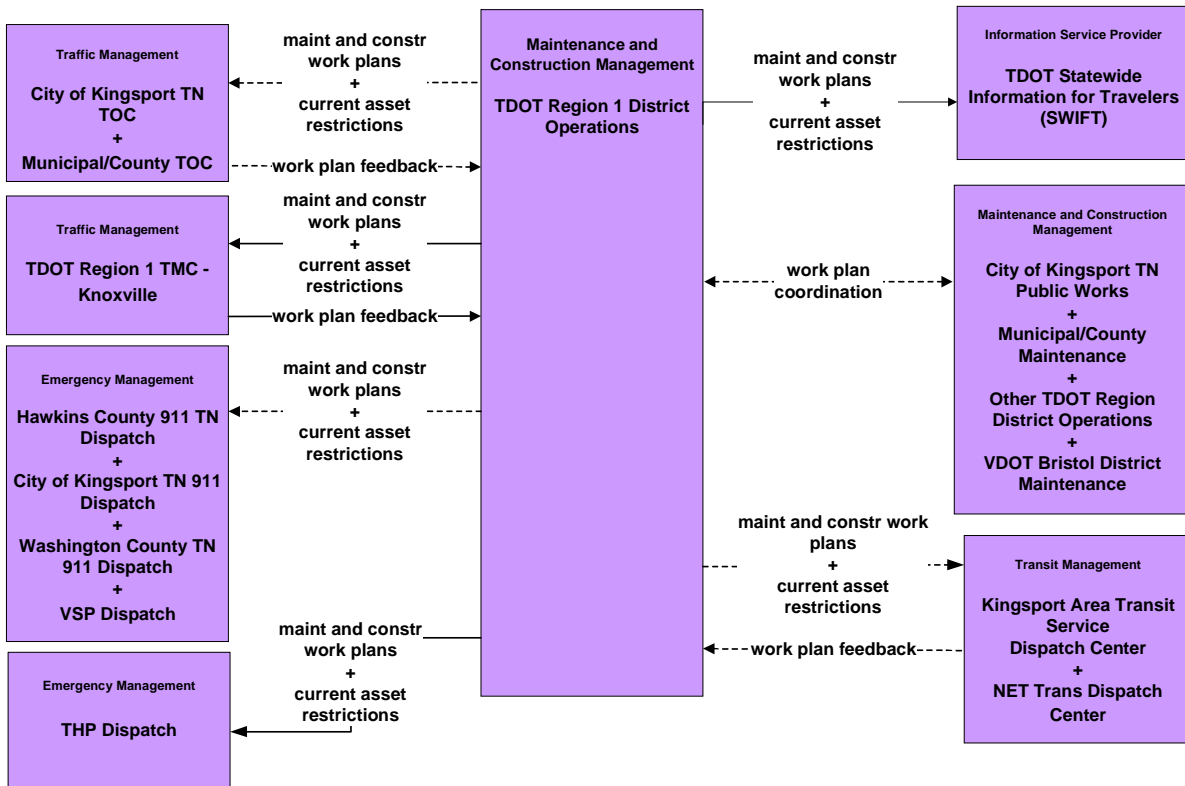 Traffic Management
City of Kingsport TN
TOC
+
Municipal/County TOC
maint and constr
work plans
+
current asset
restrictions
work plan feedback
Traffic Management
TDOT Region 1 TMC -
Knoxville
maint and constr
work plans
+
current asset
restrictions
work plan feedback
Emergency Management
Hawkins County 911 TN
Dispatch
+
City of Kingsport TN 911
Dispatch
+
Washington County TN
911 Dispatch
+
VSP Dispatch
maint and constr
work plans
+
current asset
restrictions
Emergency Management
THP Dispatch
maint and constr
work plans
+
current asset
restrictions
Maintenance and
Construction Management
TDOT Region 1 District
Operations
maint and constr
work plans
+
current asset
restrictions
Information Service Provider
TDOT Statewide
Information for Travelers
(SWIFT)
work plan
coordination
Maintenance and Construction
Management
City of Kingsport TN
Public Works
+
Municipal/County
Maintenance
+
Other TDOT Region
District Operations
+
VDOT Bristol District
Maintenance
maint and constr work
plans
+
current asset
restrictions
work plan feedback
Transit Management
Kingsport Area Transit
Service
Dispatch Center
+
NET Trans Dispatch
Center